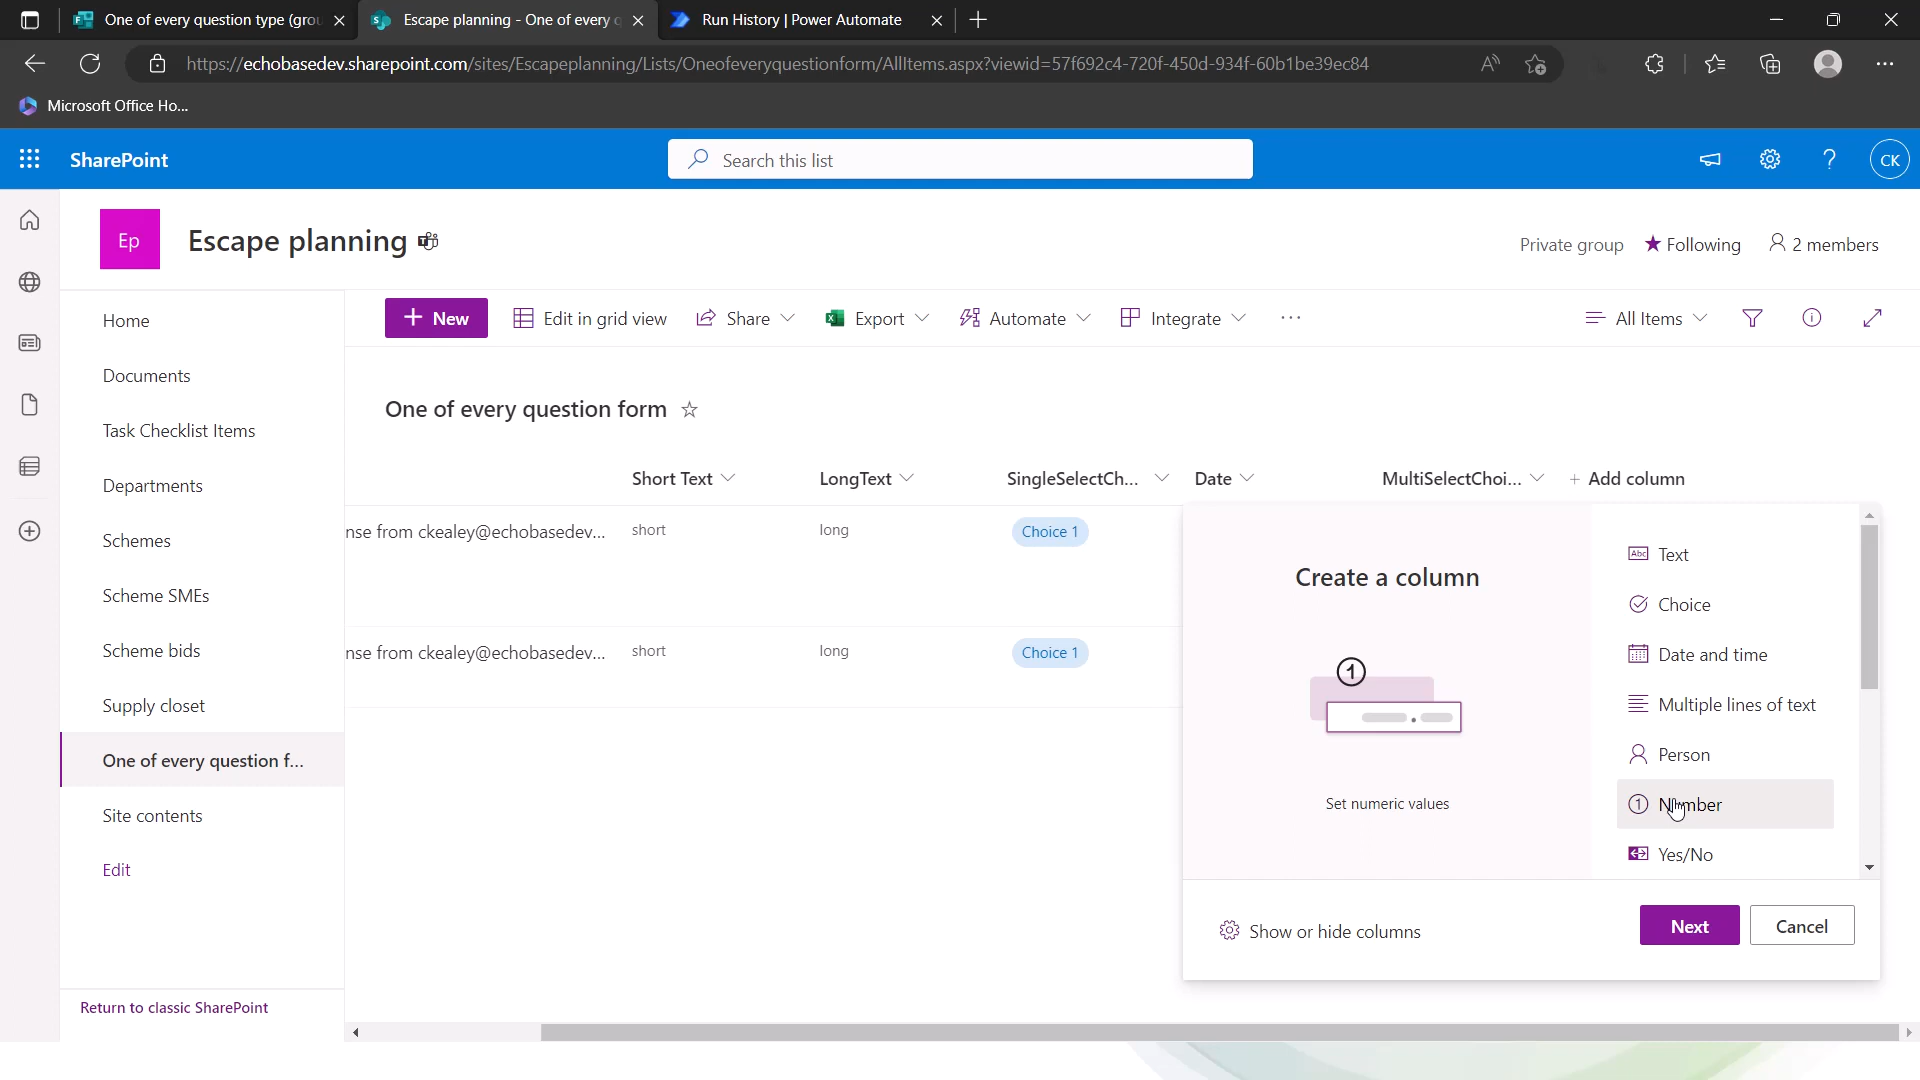 One of every question type (grou
Escape planning - One of every q
Run History | Power Automate
https://echobasedev.sharepoint.com/sites/Escapeplanning/Lists/Oneofeveryquestionform/AllItems.aspx?viewid=57f692c4-720f-450d-934f-60b1be39ec84
Microsoft Office Ho...
SharePoint
Search this list
CK
Ep
Escape planning
Private group
Following
2 members
Home
Documents
Task Checklist Items
Departments
Schemes
Scheme SMEs
Scheme bids
Supply closet
One of every question f...
Site contents
Edit
Return to classic SharePoint
New
Edit in grid view
Share
Export
Automate
Integrate
All Items
One of every question form
Short Text
LongText
SingleSelectCh...
Date
MultiSelectChoi...
+ Add column
nse from ckealey@echobasedev...
short
long
Choice 1
nse from ckealey@echobasedev...
short
long
Choice 1
Create a column
1
Set numeric values
Abc Text
Choice
Date and time
Multiple lines of text
Person
1 Number
Yes/No
Show or hide columns
Next
Cancel